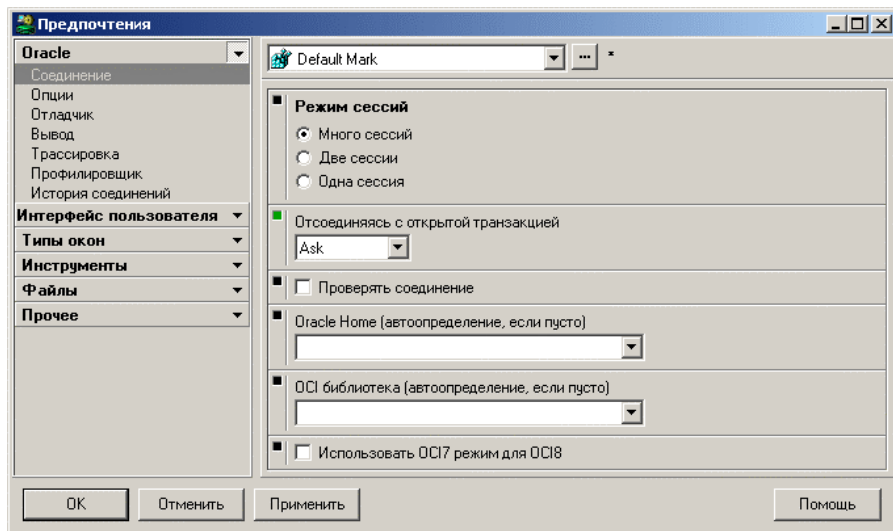 Предпочтения
Oracle
Соединение
Опции
Отладчик
Вывод
Трассировка
Профилировщик
История соединений
Интерфейс пользователя
Типы окон
Инструменты
Файлы
Прочее
Default Mark
... *
Режим сессий
Много сессий
Две сессии
Одна сессия
Отсоединяясь с открытой транзакцией
Ask
Проверять соединение
Oracle Home (автоопределение, если пусто)
OCI библиотека (автоопределение, если пусто)
Использовать OCI7 режим для OCI8
OK
Отменить
Применить
Помощь